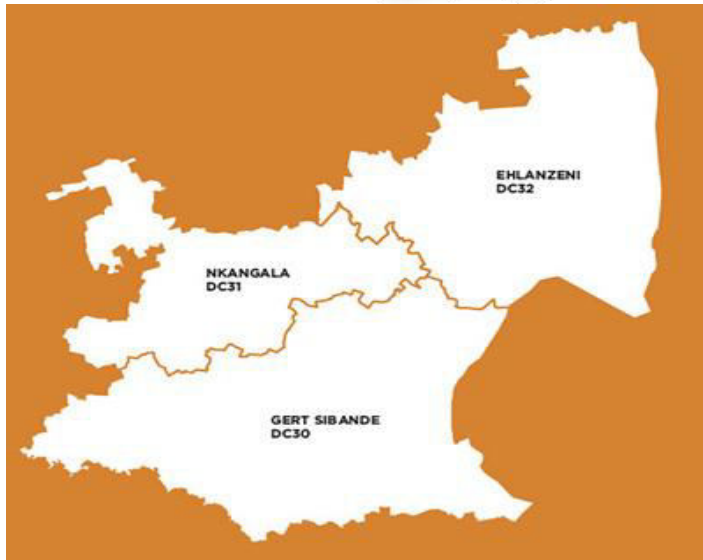 EHLANZENI
DC32
NKANGALA
DC31
GERT SIBANDE
DC30